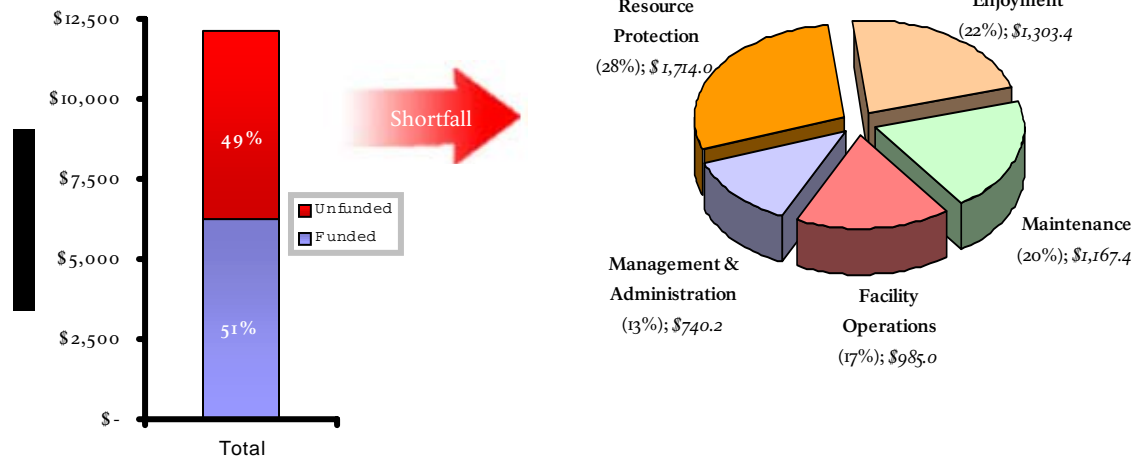 $12,500
$10,000
$7,500
$5,000
$2,500
$-
49%
51%
Total
Unfunded
Funded
Shortfall
Resource
Protection
(28%); $1,714.0
Enjoyment
(22%); $1,303.4
Maintenance
(20%); $1,167.4
Facility
Operations
(17%); $985.0
Management &
Administration
(13%); $740.2